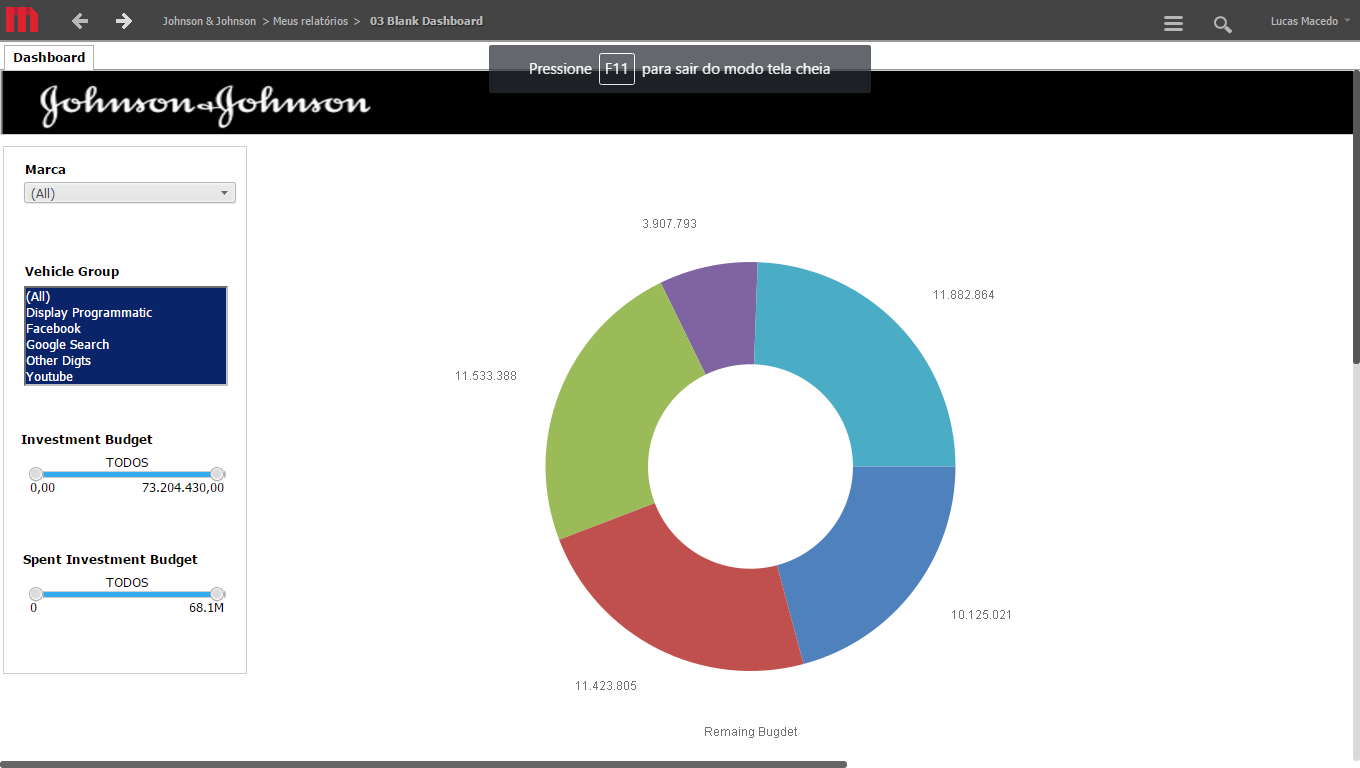 Johnson & Johnson > Meus relatórios > 03 Blank Dashboard
Lucas Macedo
Dashboard
Pressione F11 para sair do modo tela cheia
Johnson & Johnson
Marca
(All)
Vehicle Group
(All)
Display Programmatic
Facebook
Google Search
Other Digts
Youtube
Investment Budget
TODOS
0,00 73.204.430,00
Spent Investment Budget
TODOS
0 68.1M
3.907.793
11.882.864
11.533.388
10.125.021
11.423.805
Remaing Bugdet